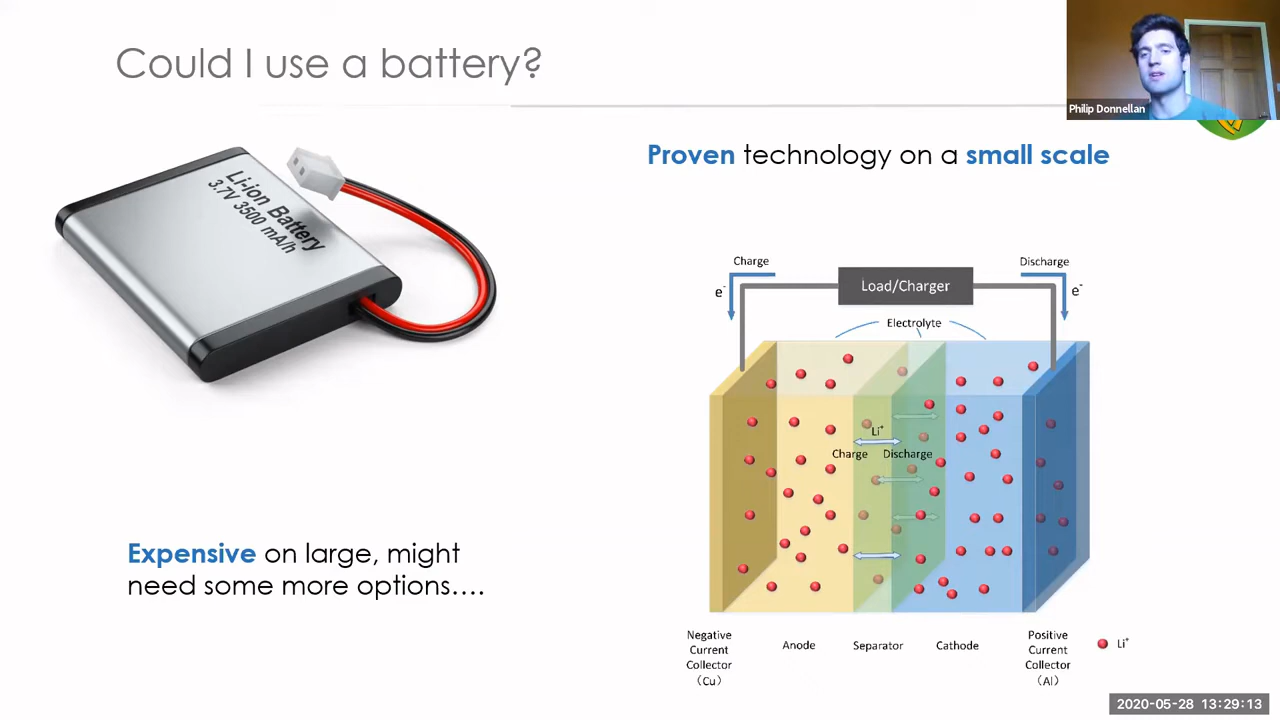 Could I use a battery?
Philip Donnellan
Proven technology on a small scale
Li-ion Battery
3.7V 3500 mA/h
Charge
Discharge
e-
Load/Charger
e-
Electrolyte
Li+
Charge
Discharge
Expensive on large, might
need some more options....
Negative
Current
Collector
(Cu)
Anode
Separator
Cathode
Positive
Current
Collector
(Al)
Li+
2020-05-28 13:29:13